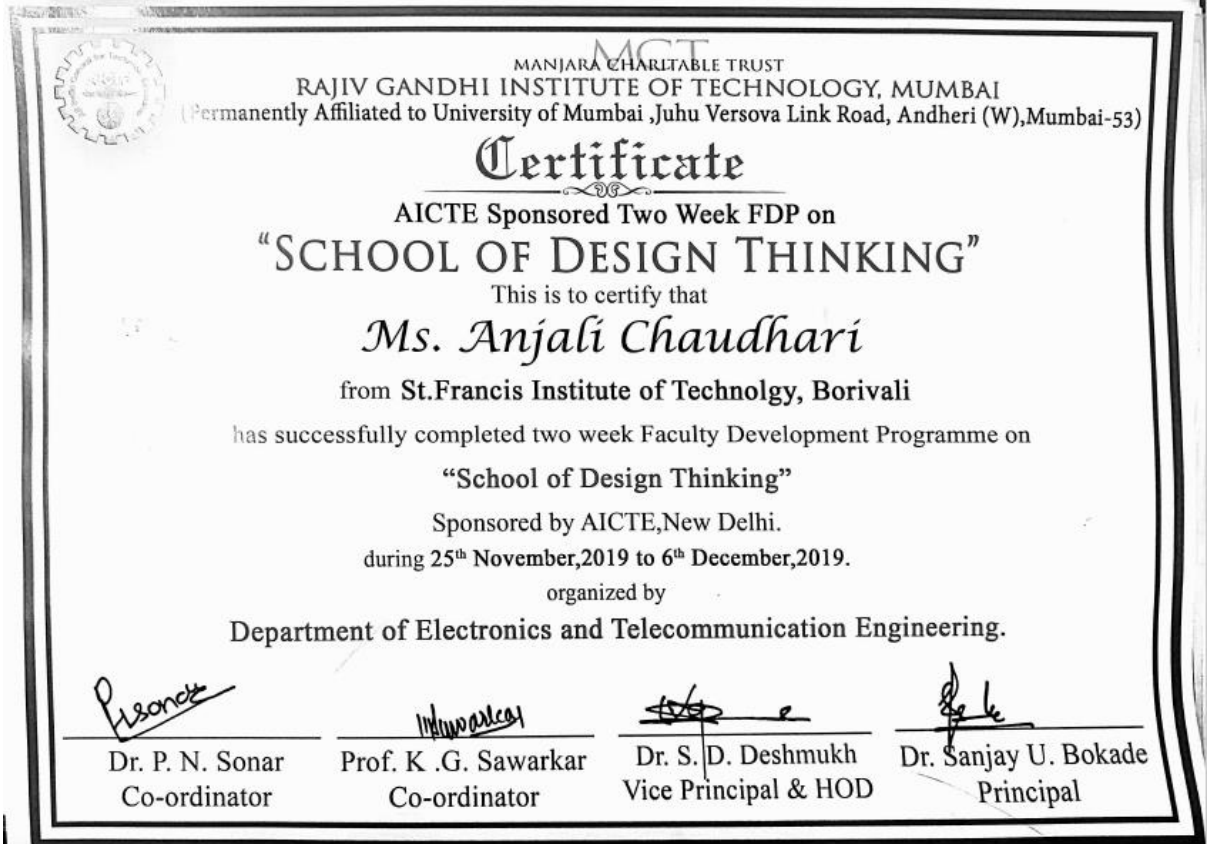 MCT
MANJARA CHARITABLE TRUST
RAJIV GANDHI INSTITUTE OF TECHNOLOGY, MUMBAI
(Permanently Affiliated to University of Mumbai ,Juhu Versova Link Road, Andheri (W),Mumbai-53)
Certificate
AICTE Sponsored Two Week FDP on
“SCHOOL OF DESIGN THINKING”
This is to certify that
Ms. Anjali Chaudhari
from St.Francis Institute of Technolgy, Borivali
has successfully completed two week Faculty Development Programme on
“School of Design Thinking”
Sponsored by AICTE,New Delhi.
during 25th November,2019 to 6th December,2019.
organized by
Department of Electronics and Telecommunication Engineering.
Dr. P. N. Sonar Prof. K .G. Sawarkar Dr. S. D. Deshmukh Dr. Sanjay U. Bokade
Co-ordinator Co-ordinator Vice Principal & HOD Principal